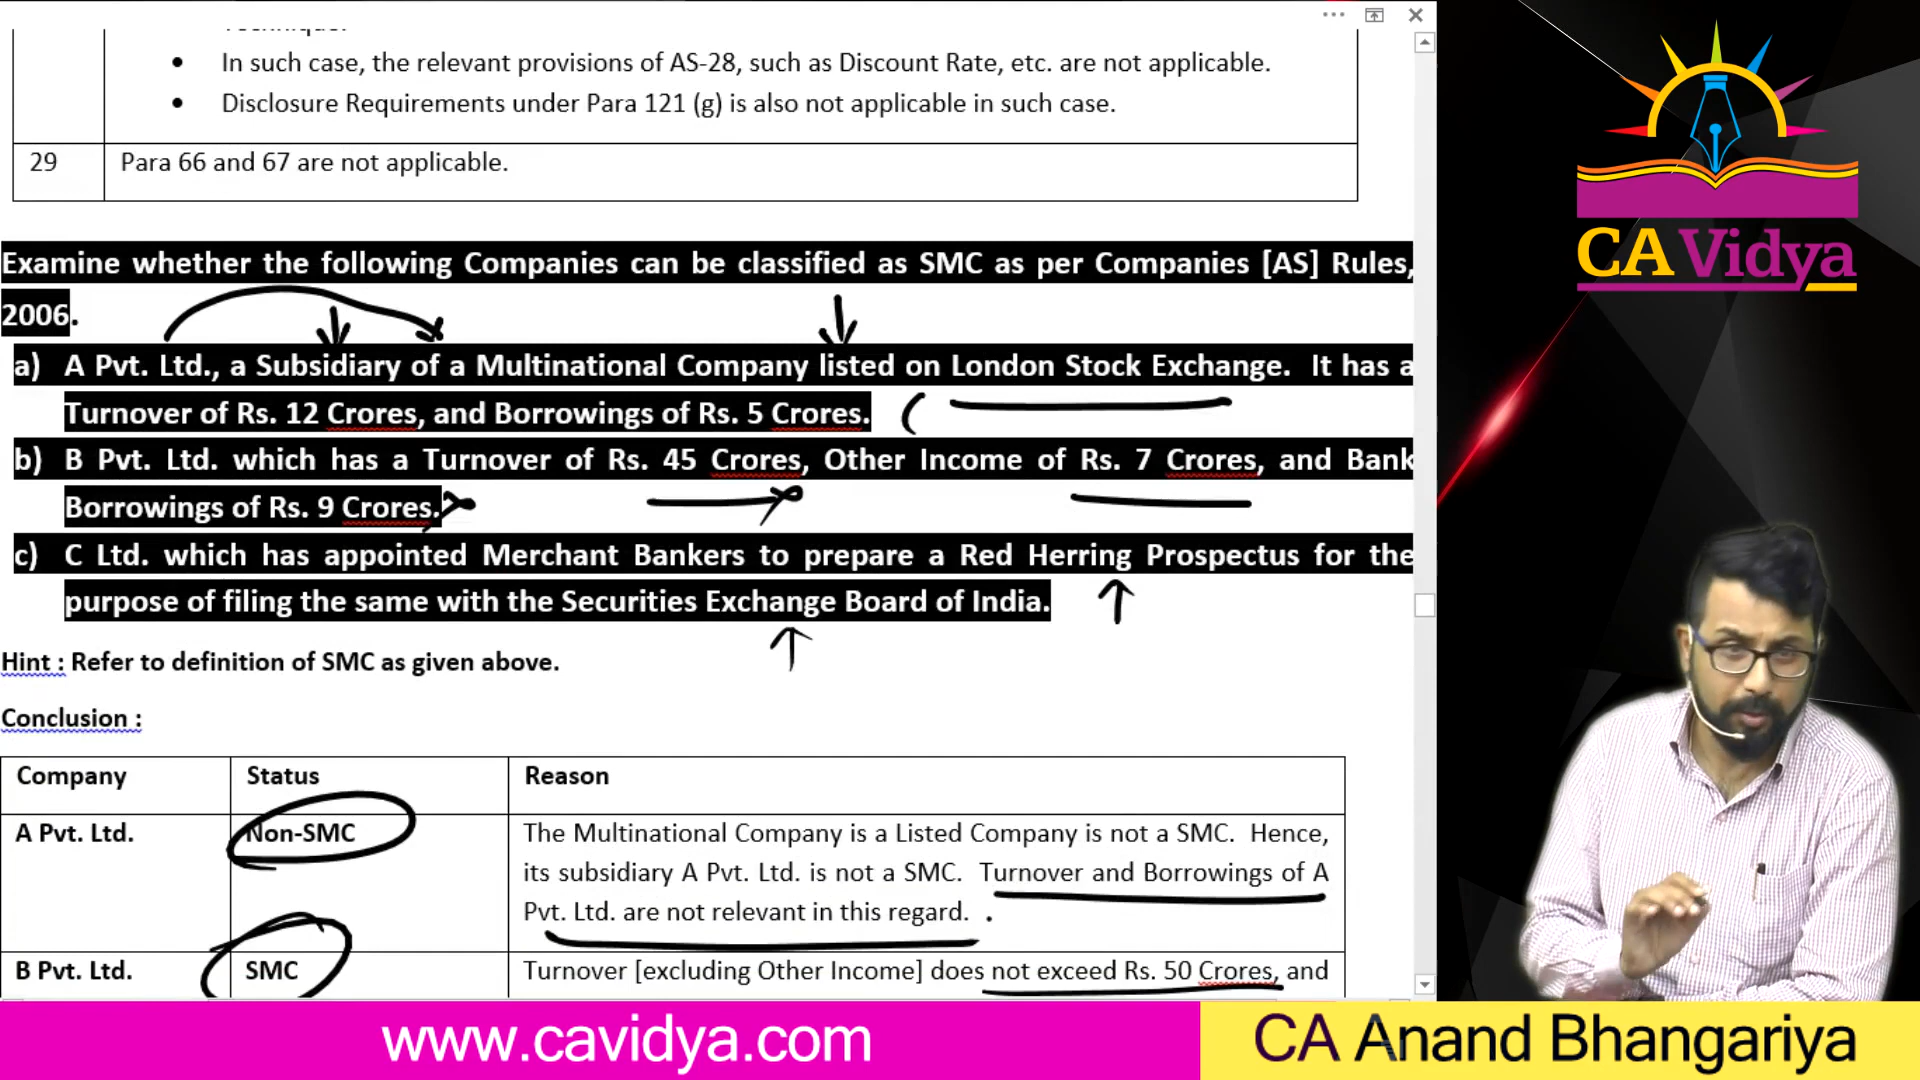 • In such case, the relevant provisions of AS-28, such as Discount Rate, etc. are not applicable.
• Disclosure Requirements under Para 121 (g) is also not applicable in such case.
29 Para 66 and 67 are not applicable.
Examine whether the following Companies can be classified as SMC as per Companies [AS] Rules,
2006.
a) A Pvt. Ltd., a Subsidiary of a Multinational Company listed on London Stock Exchange. It has a
Turnover of Rs. 12 Crores, and Borrowings of Rs. 5 Crores.
b) B Pvt. Ltd. which has a Turnover of Rs. 45 Crores, Other Income of Rs. 7 Crores, and Bank
Borrowings of Rs. 9 Crores.
c) C Ltd. which has appointed Merchant Bankers to prepare a Red Herring Prospectus for the
purpose of filing the same with the Securities Exchange Board of India.
Hint : Refer to definition of SMC as given above.
Conclusion :
Company Status Reason
A Pvt. Ltd. Non-SMC The Multinational Company is a Listed Company is not a SMC. Hence,
its subsidiary A Pvt. Ltd. is not a SMC. Turnover and Borrowings of A
Pvt. Ltd. are not relevant in this regard.
B Pvt. Ltd. SMC Turnover [excluding Other Income] does not exceed Rs. 50 Crores, and
CA Vidya
www.cavidya.com
CA Anand Bhangariya